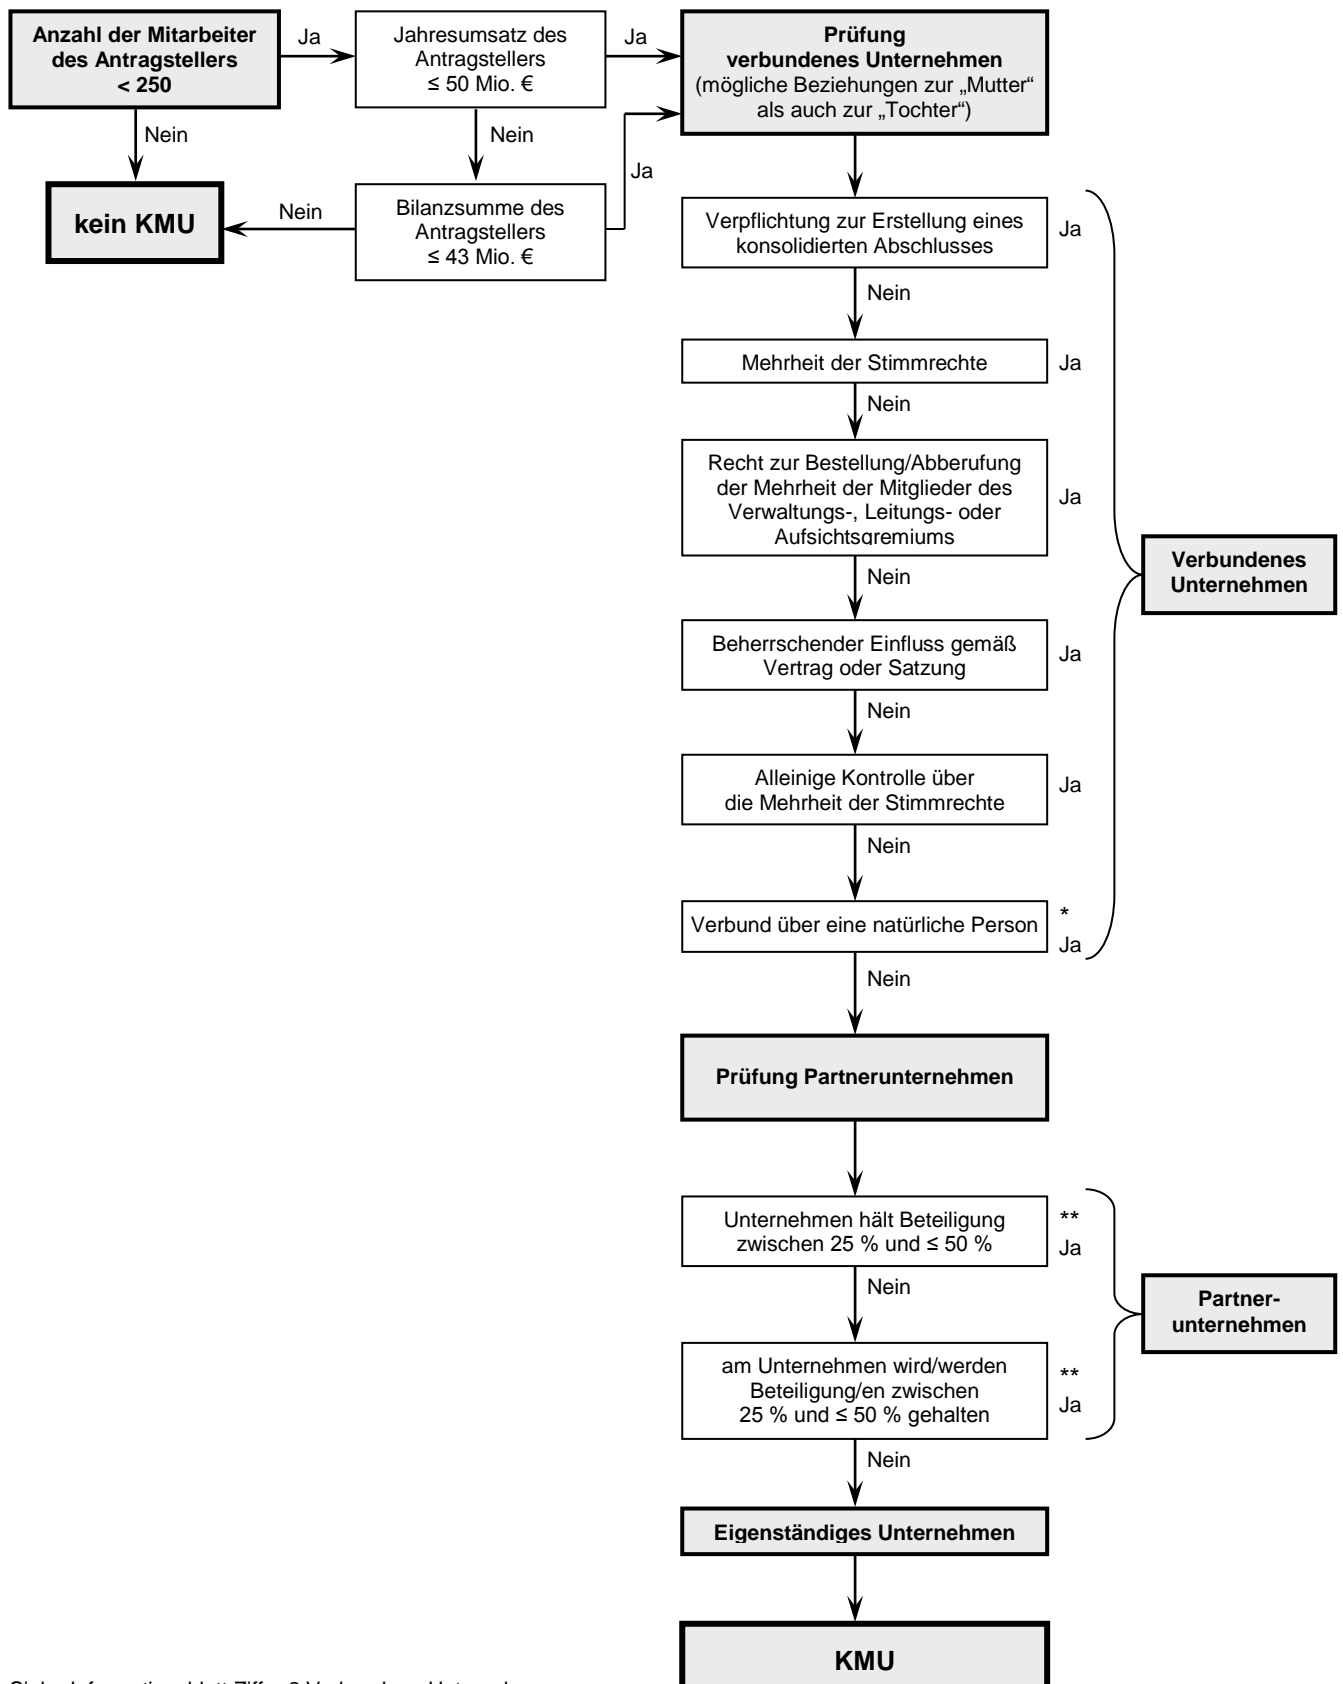 Anzahl der Mitarbeiter
des Antragstellers
< 250
Ja
Jahresumsatz des
Antragstellers
≤ 50 Mio. €
Ja
Prüfung
verbundenes Unternehmen
(mögliche Beziehungen zur „Mutter“
als auch zur „Tochter“)
Nein
Nein
Ja
kein KMU
Nein
Bilanzsumme des
Antragstellers
≤ 43 Mio. €
Verpflichtung zur Erstellung eines
konsolidierten Abschlusses
Ja
Nein
Mehrheit der Stimmrechte
Ja
Nein
Recht zur Bestellung/Abberufung
der Mehrheit der Mitglieder des
Verwaltungs-, Leitungs- oder
Aufsichtsgremiums
Ja
Nein
Verbundenes
Unternehmen
Beherrschender Einfluss gemäß
Vertrag oder Satzung
Ja
Nein
Alleinige Kontrolle über
die Mehrheit der Stimmrechte
Ja
Nein
Verbund über eine natürliche Person
*
Ja
Nein
Prüfung Partnerunternehmen
Unternehmen hält Beteiligung
zwischen 25 % und ≤ 50 %
**
Ja
Nein
Partner-
unternehmen
am Unternehmen wird/werden
Beteiligung/en zwischen
25 % und ≤ 50 % gehalten
**
Ja
Nein
Eigenständiges Unternehmen
KMU